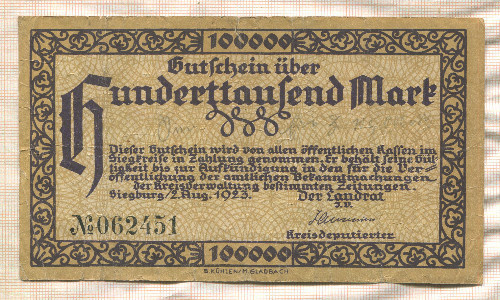 100000
Gutschein über
Hunderttausend Mark
Dieser Gutschein wird von allen öffentlichen Kassen im
Siegkreise in Zahlung genommen. Er behält seine Gül-
tigkeit bis zur Aufkündigung in den für die Ver-
öffentlichung der amtlichen Bekanntmachungen
der Kreisverwaltung bestimmten Zeitungen.
Siegburg/2.Aug.1923. Der Landrat
J.V.
Kreisdeputierter
№062451
100000
B.KÜHLEN/M.GLADBACH